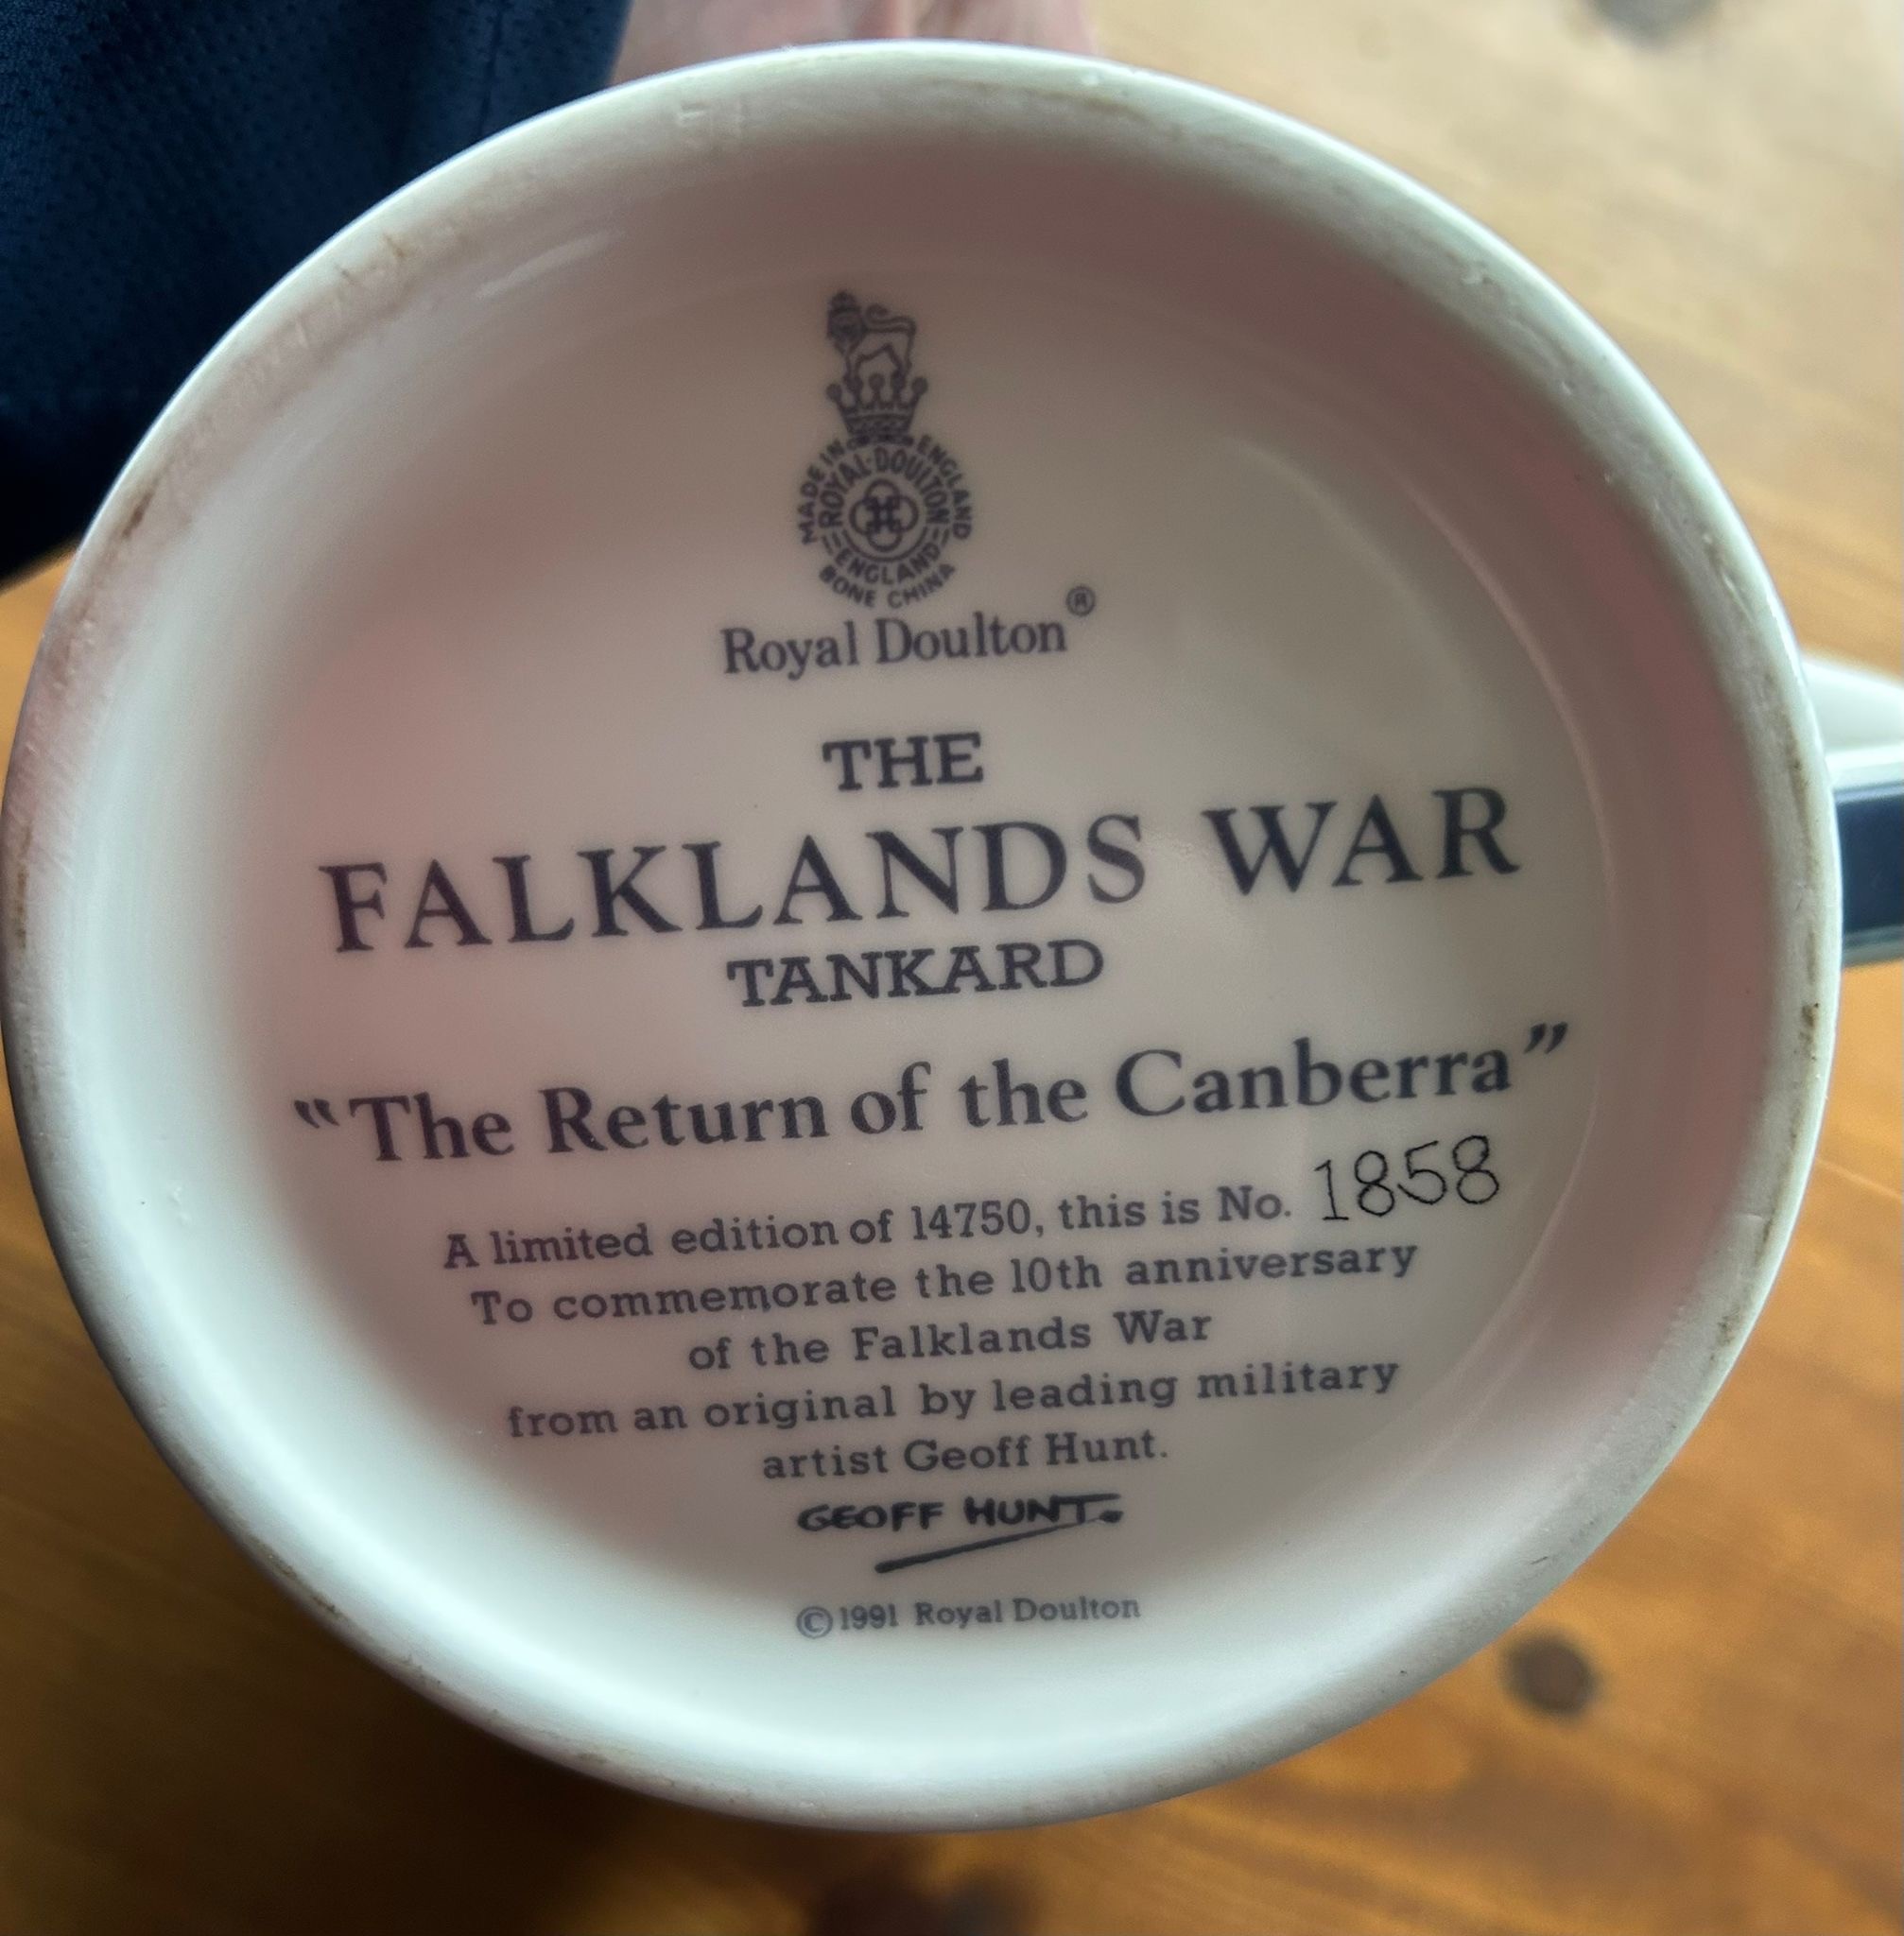 MADE IN ENGLAND
ROYAL·DOULTON
ENGLAND
BONE CHINA
Royal Doulton®
THE
FALKLANDS WAR
TANKARD
"The Return of the Canberra"
A limited edition of 14750, this is No. 1858
To commemorate the 10th anniversary
of the Falklands War
from an original by leading military
artist Geoff Hunt.
GEOFF HUNT.
©1991 Royal Doulton